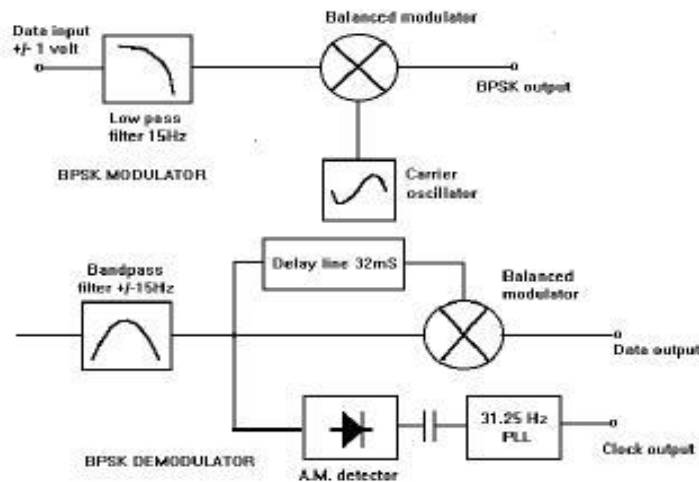 Balanced modulator
Data input
+/- 1 volt
BPSK output
Low pass
filter 15Hz
BPSK MODULATOR
Carrier
oscillator
Delay line 32mS
Bandpass
filter +/-15Hz
Balanced
modulator
Data output
31.25 Hz
PLL
Clock output
BPSK DEMODULATOR
A.M. detector